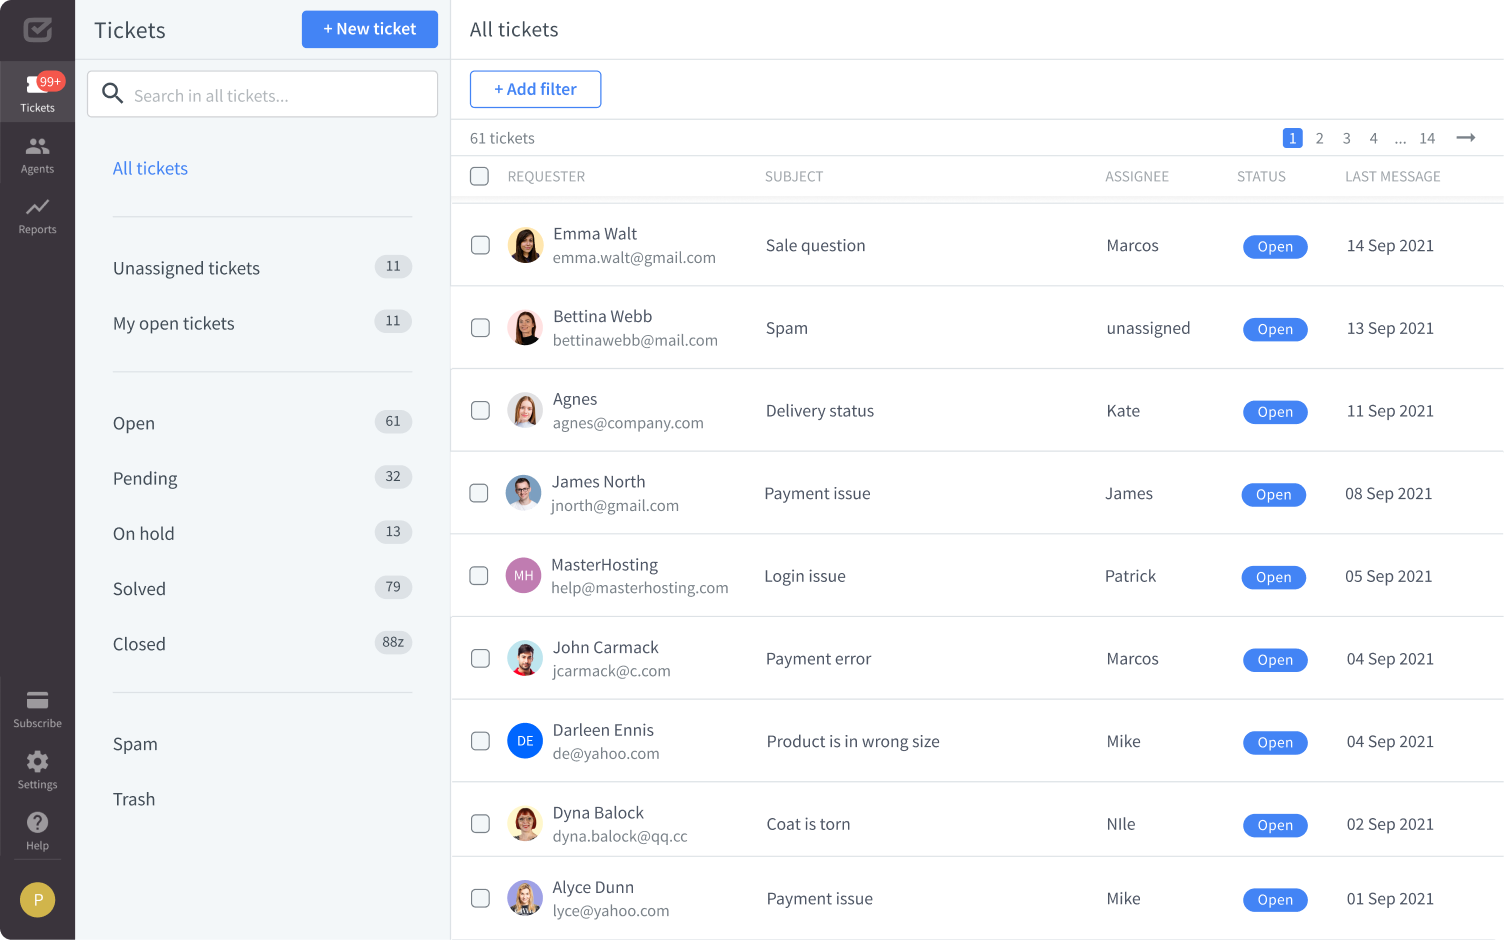 Tickets
+ New ticket
Search in all tickets...
99+
Tickets
Agents
Reports
Subscribe
Settings
Help
P
All tickets
Unassigned tickets 11
My open tickets 11
Open 61
Pending 32
On hold 13
Solved 79
Closed 88z
Spam
Trash
All tickets
+ Add filter
61 tickets 1 2 3 4 ... 14
REQUESTER SUBJECT ASSIGNEE STATUS LAST MESSAGE
Emma Walt
emma.walt@gmail.com
Sale question Marcos Open 14 Sep 2021
Bettina Webb
bettinawebb@mail.com
Spam unassigned Open 13 Sep 2021
Agnes
agnes@company.com
Delivery status Kate Open 11 Sep 2021
James North
jnorth@gmail.com
Payment issue James Open 08 Sep 2021
MH
MasterHosting
help@masterhosting.com
Login issue Patrick Open 05 Sep 2021
John Carmack
jcarmack@c.com
Payment error Marcos Open 04 Sep 2021
DE
Darleen Ennis
de@yahoo.com
Product is in wrong size Mike Open 04 Sep 2021
Dyna Balock
dyna.balock@qq.cc
Coat is torn NIle Open 02 Sep 2021
Alyce Dunn
lyce@yahoo.com
Payment issue Mike Open 01 Sep 2021